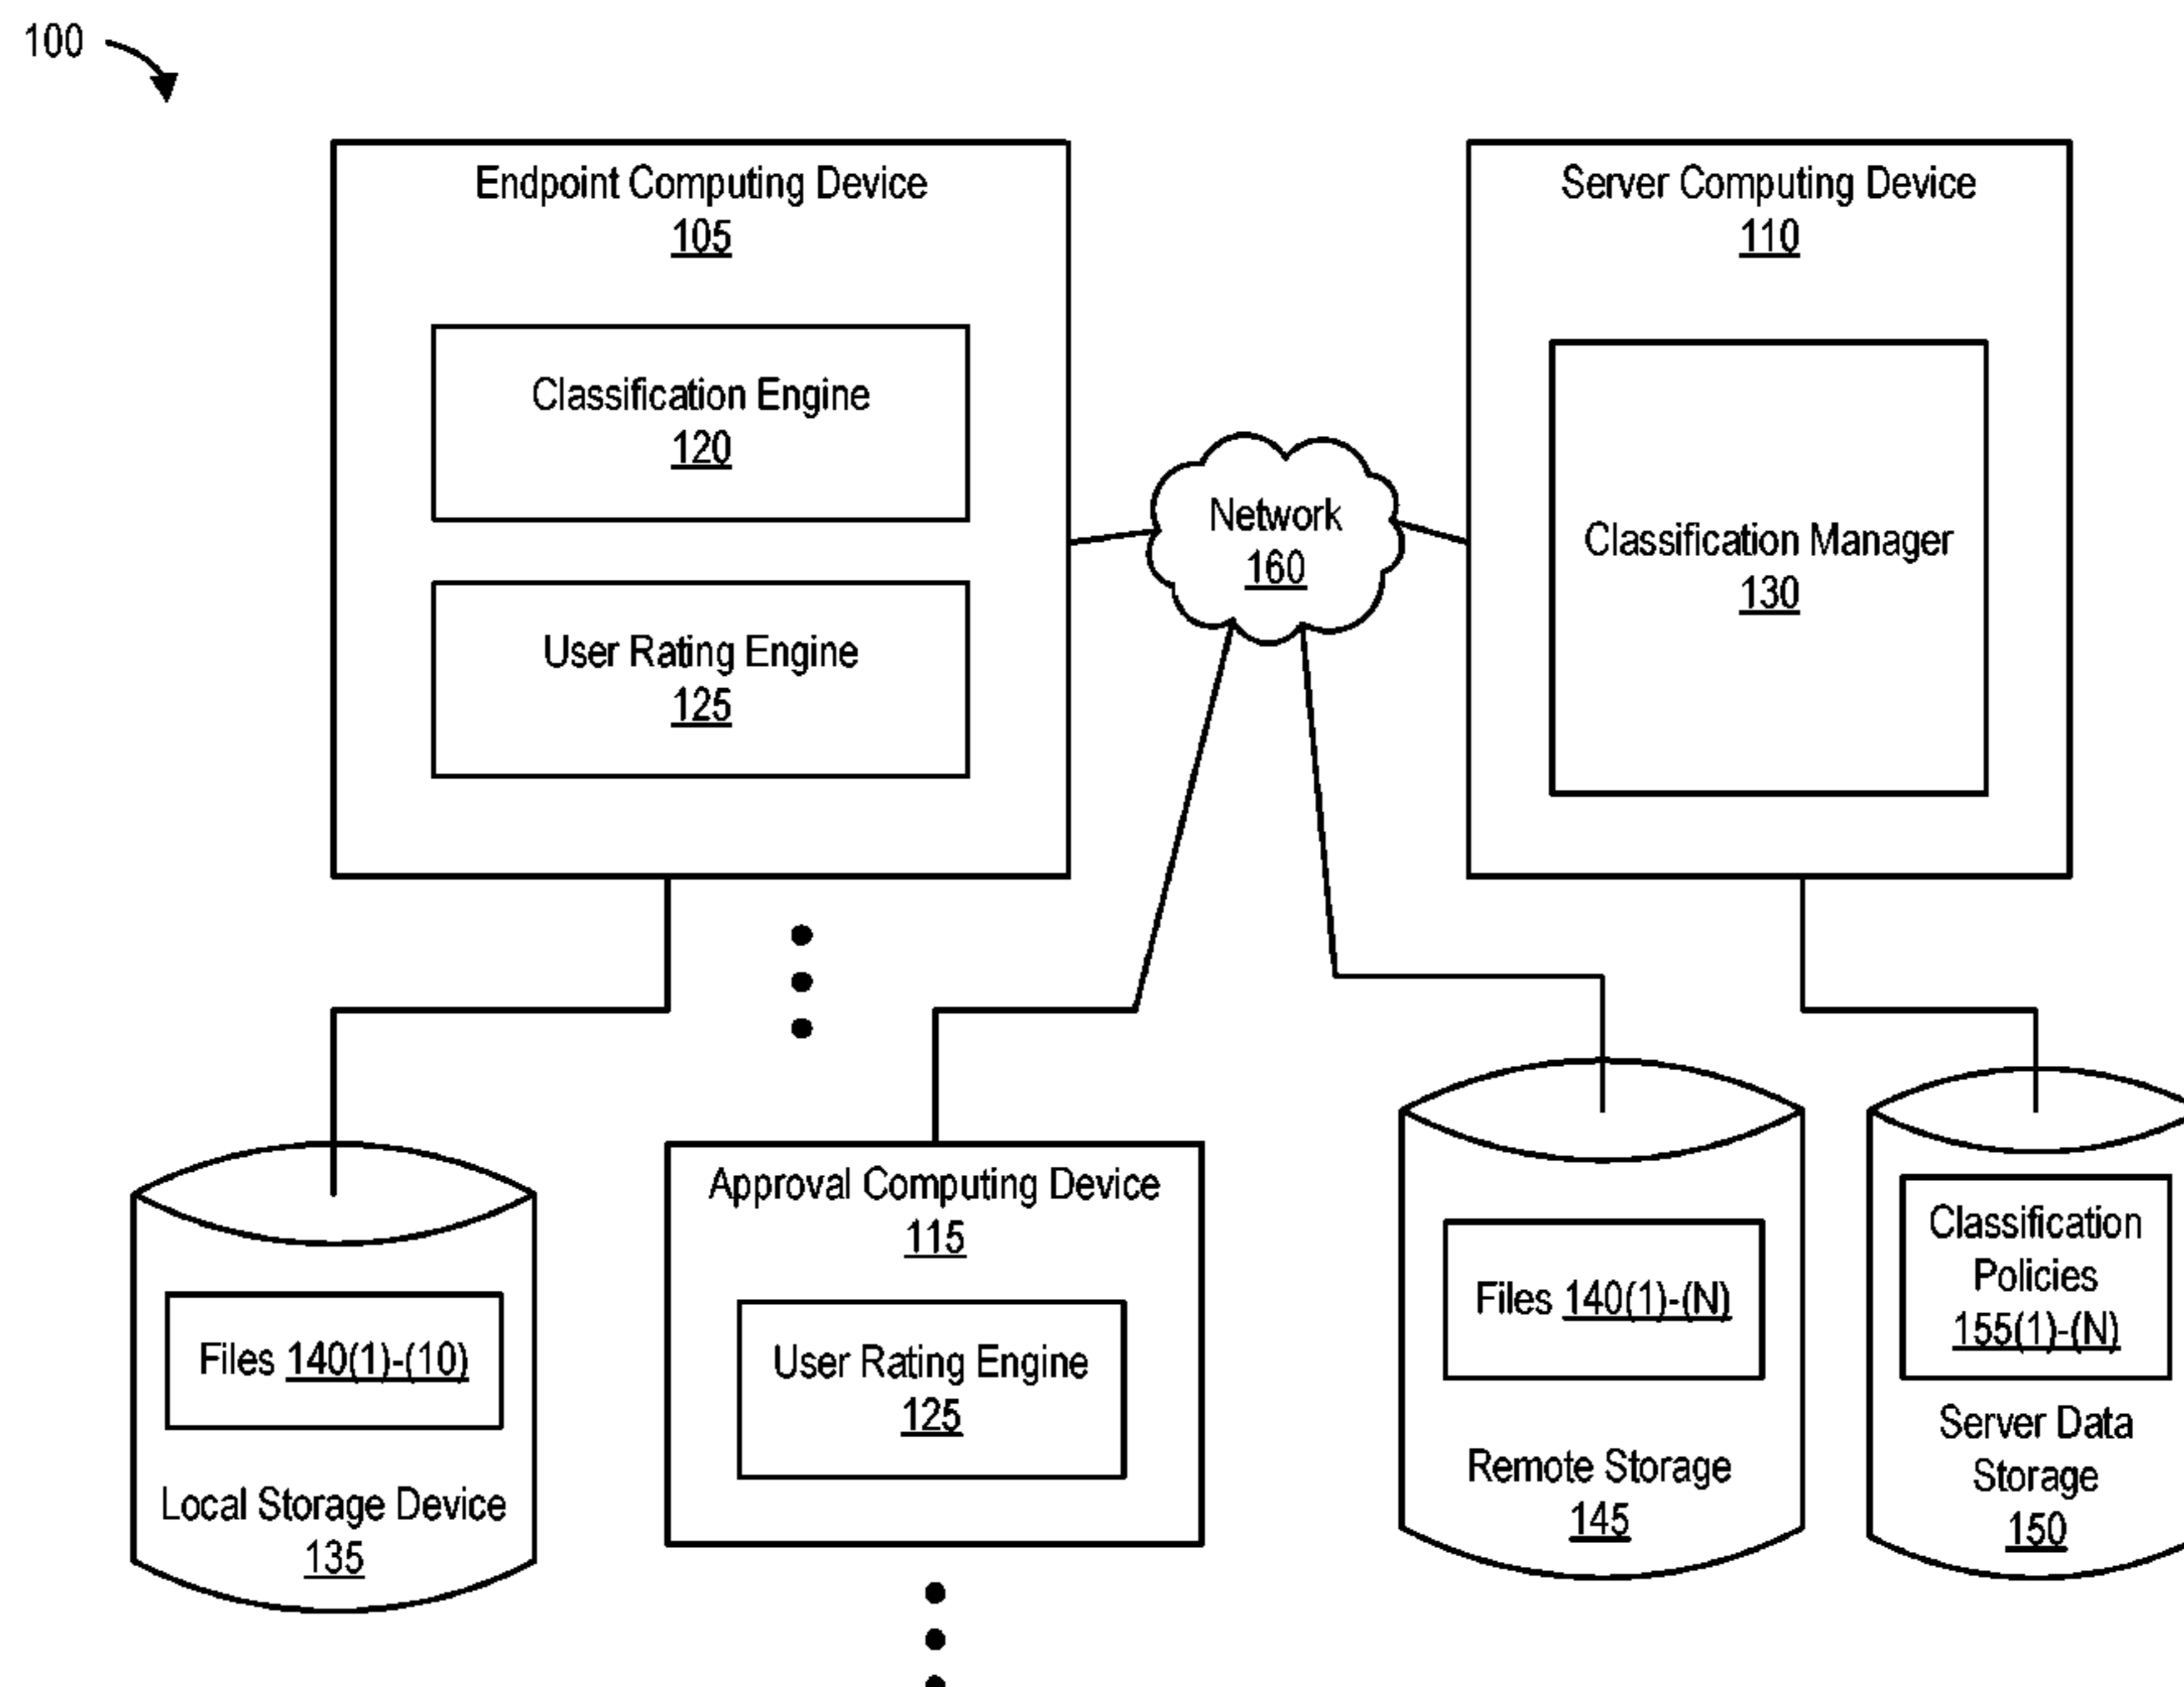 100
Endpoint Computing Device
105
Classification Engine
120
User Rating Engine
125
Network
160
Server Computing Device
110
Classification Manager
130
Files 140(1)-(10)
Local Storage Device
135
Approval Computing Device
115
User Rating Engine
125
Files 140(1)-(N)
Remote Storage
145
Classification
Policies
155(1)-(N)
Server Data
Storage
150